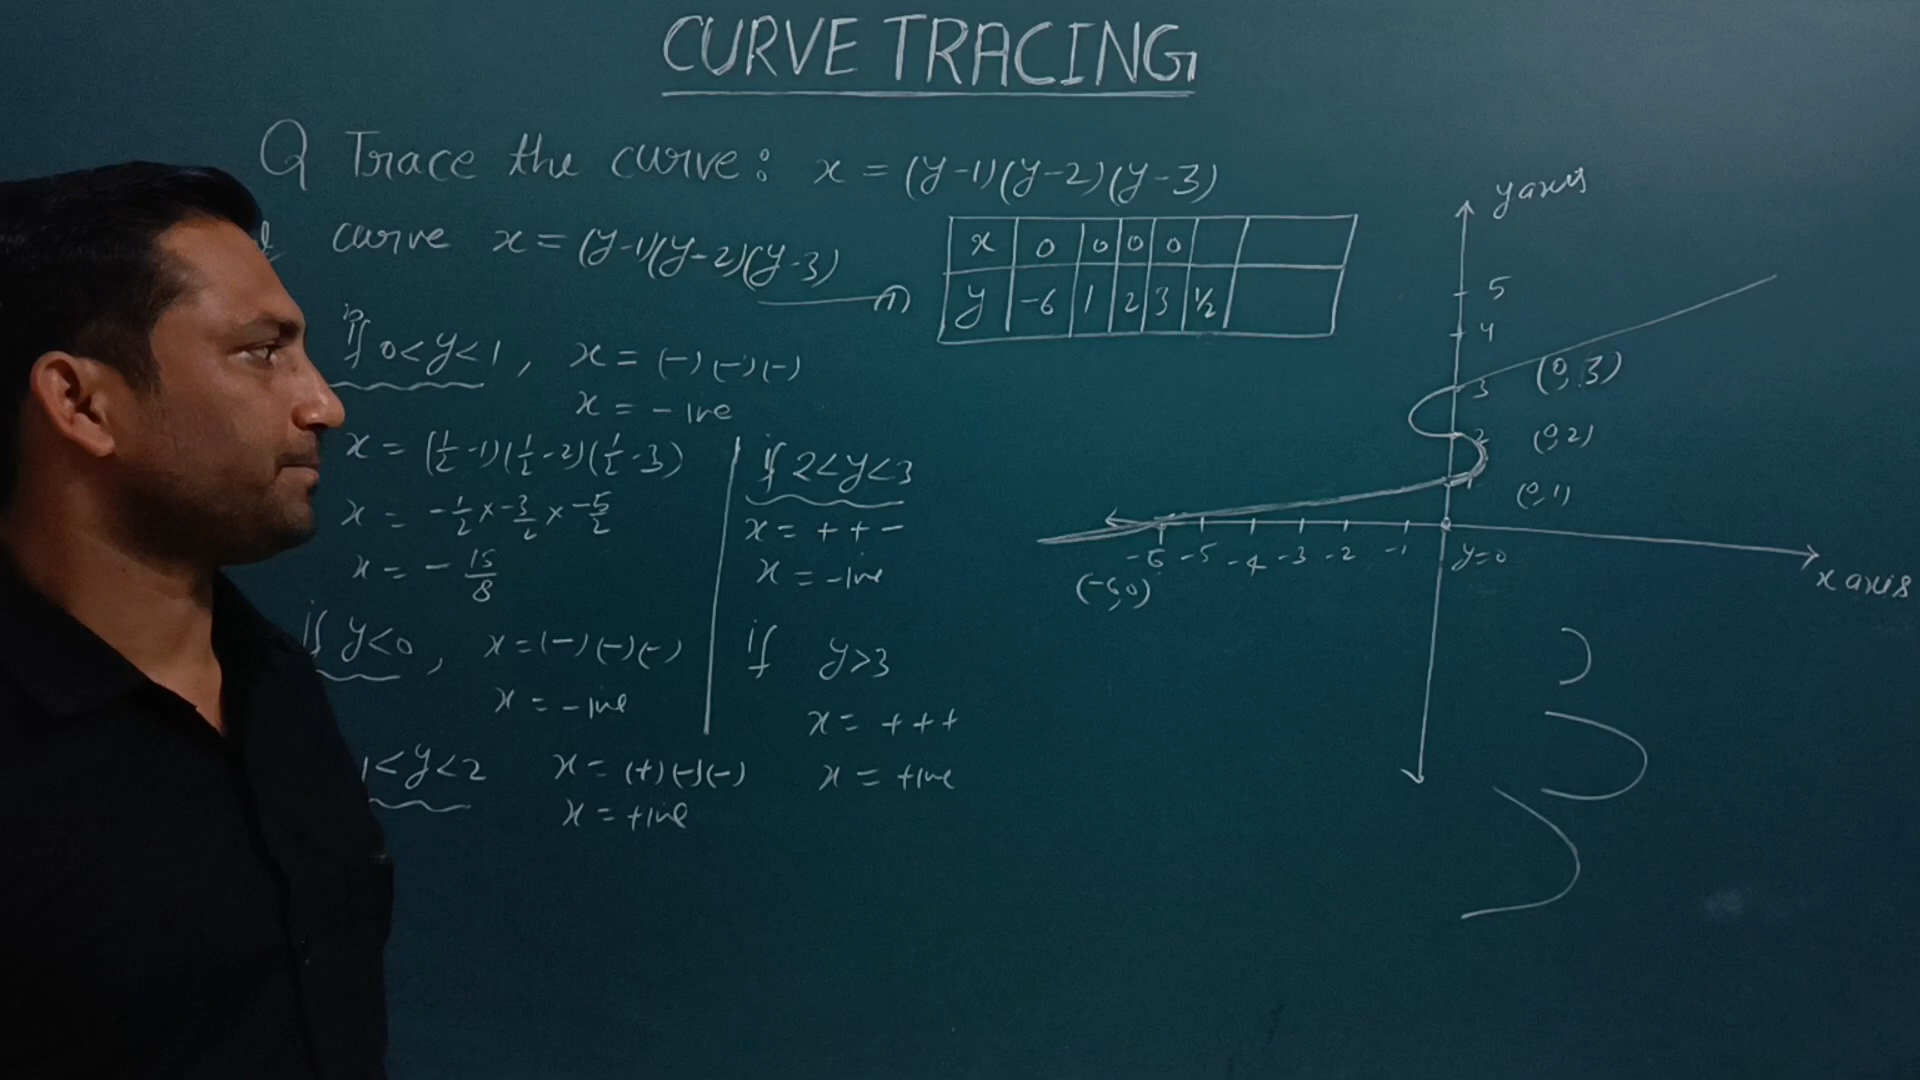 CURVE TRACING
Q Trace the curve: x = (y-1)(y-2)(y-3)
curve x = (y-1)(y-2)(y-3)
(1)
x 0 0 0 0
y -6 1 2 3 1/2
if 0<y<1, x = (-)(-)(-)
x = -ive
x = (1/2 -1)(1/2 -2)(1/2 -3)
x = -1/2 × -3/2 × -5/2
x = - 15/8
if y<0, x = (-)(-)(-)
x = -ive
1<y<2 x = (+)(-)(-)
x = +ive
if 2<y<3
x = + + -
x = -ive
if y>3
x = + + +
x = +ive
y axis
5
4
3 (0, 3)
2 (0, 2)
1 (0, 1)
-6 -5 -4 -3 -2 -1 y=0
(-6,0)
x axis